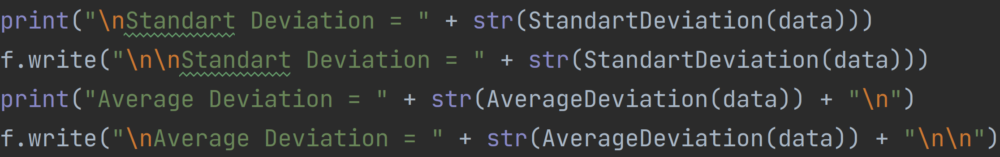 print("\nStandart Deviation = " + str(StandartDeviation(data)))
f.write("\n\nStandart Deviation = " + str(StandartDeviation(data)))
print("Average Deviation = " + str(AverageDeviation(data)) + "\n")
f.write("\nAverage Deviation = " + str(AverageDeviation(data)) + "\n\n")